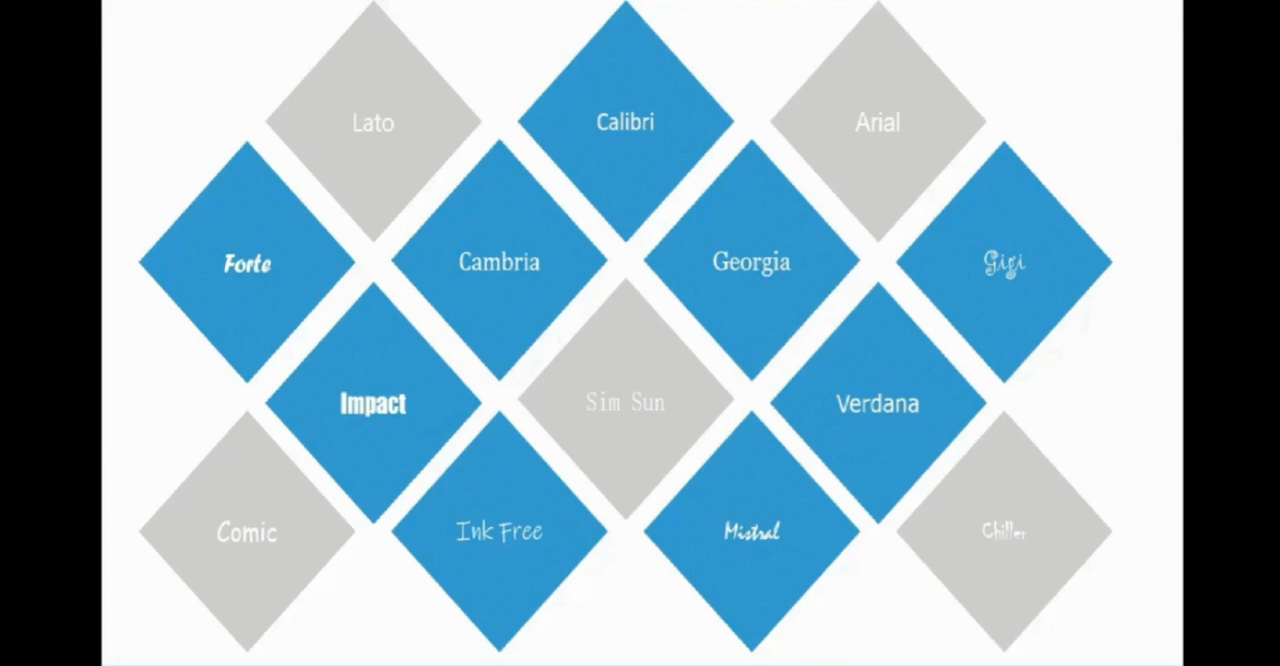 Lato
Calibri
Arial
Forte
Cambria
Georgia
Gigi
Impact
Sim Sun
Verdana
Comic
Ink Free
Mistral
Chiller